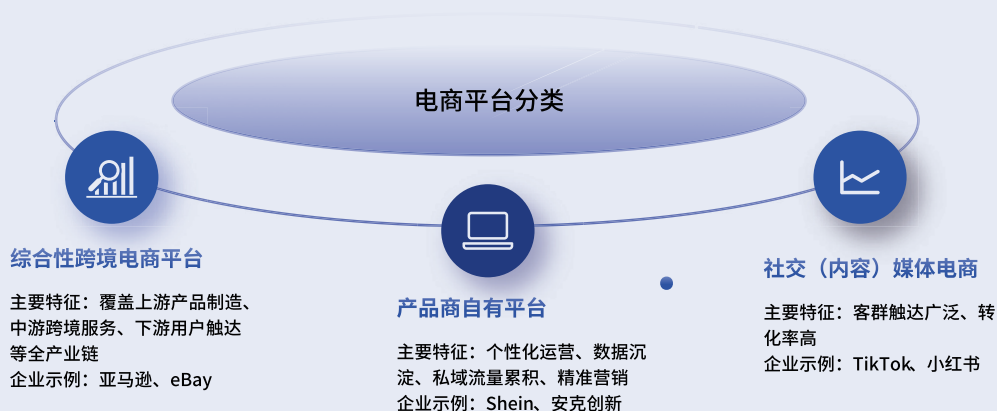 电商平台分类
综合性跨境电商平台
主要特征：覆盖上游产品制造、
中游跨境服务、下游用户触达
等全产业链
企业示例：亚马逊、eBay
产品商自有平台
主要特征：个性化运营、数据沉
淀、私域流量累积、精准营销
企业示例：Shein、安克创新
社交（内容）媒体电商
主要特征：客群触达广泛、转
化率高
企业示例：TikTok、小红书